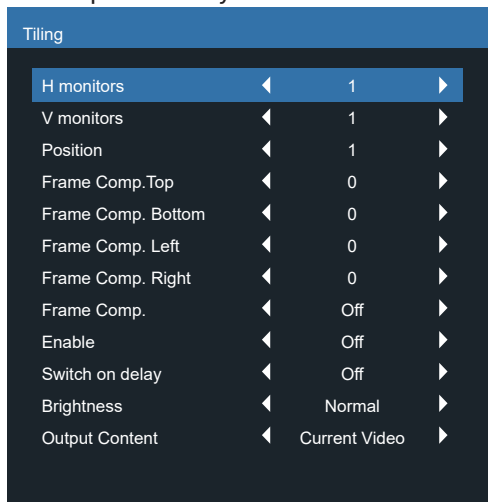 Tiling
H monitors 1
V monitors 1
Position 1
Frame Comp.Top 0
Frame Comp. Bottom 0
Frame Comp. Left 0
Frame Comp. Right 0
Frame Comp. Off
Enable Off
Switch on delay Off
Brightness Normal
Output Content Current Video